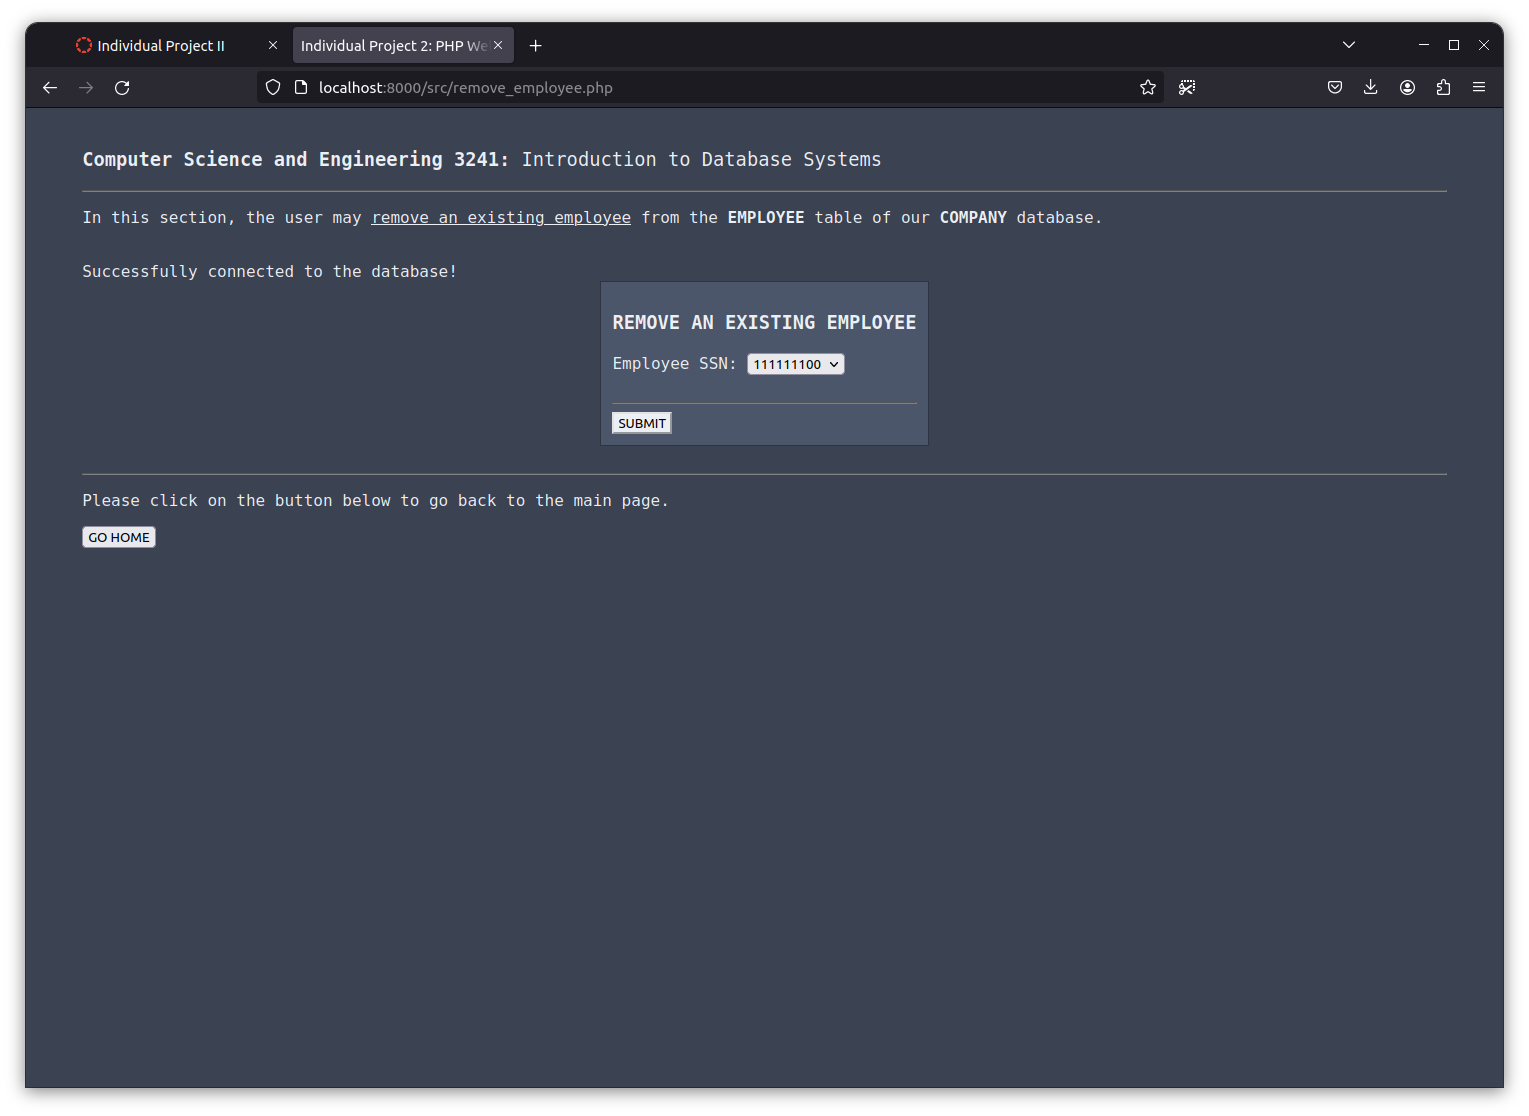 Individual Project II
Individual Project 2: PHP We
localhost:8000/src/remove_employee.php
Computer Science and Engineering 3241: Introduction to Database Systems
In this section, the user may remove an existing employee from the EMPLOYEE table of our COMPANY database.
Successfully connected to the database!
REMOVE AN EXISTING EMPLOYEE
Employee SSN: 111111100
SUBMIT
Please click on the button below to go back to the main page.
GO HOME